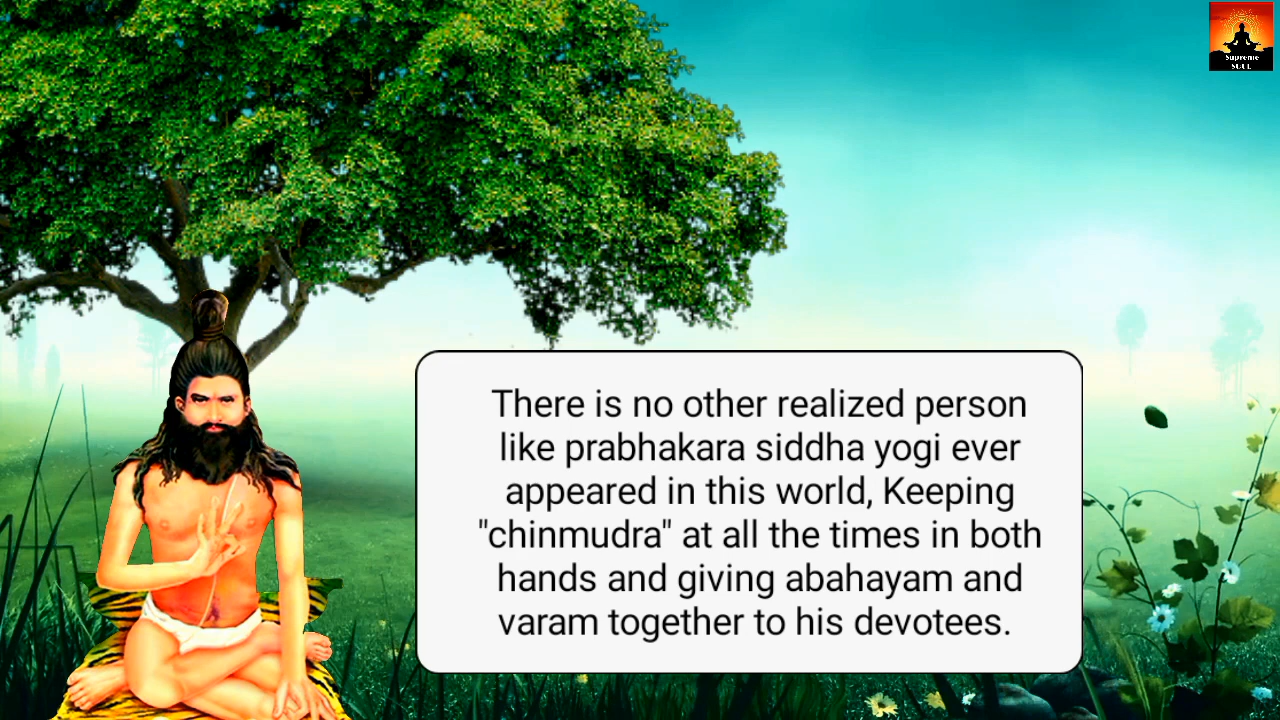 Supreme
SOUL
There is no other realized person
like prabhakara siddha yogi ever
appeared in this world, Keeping
"chinmudra" at all the times in both
hands and giving abahayam and
varam together to his devotees.